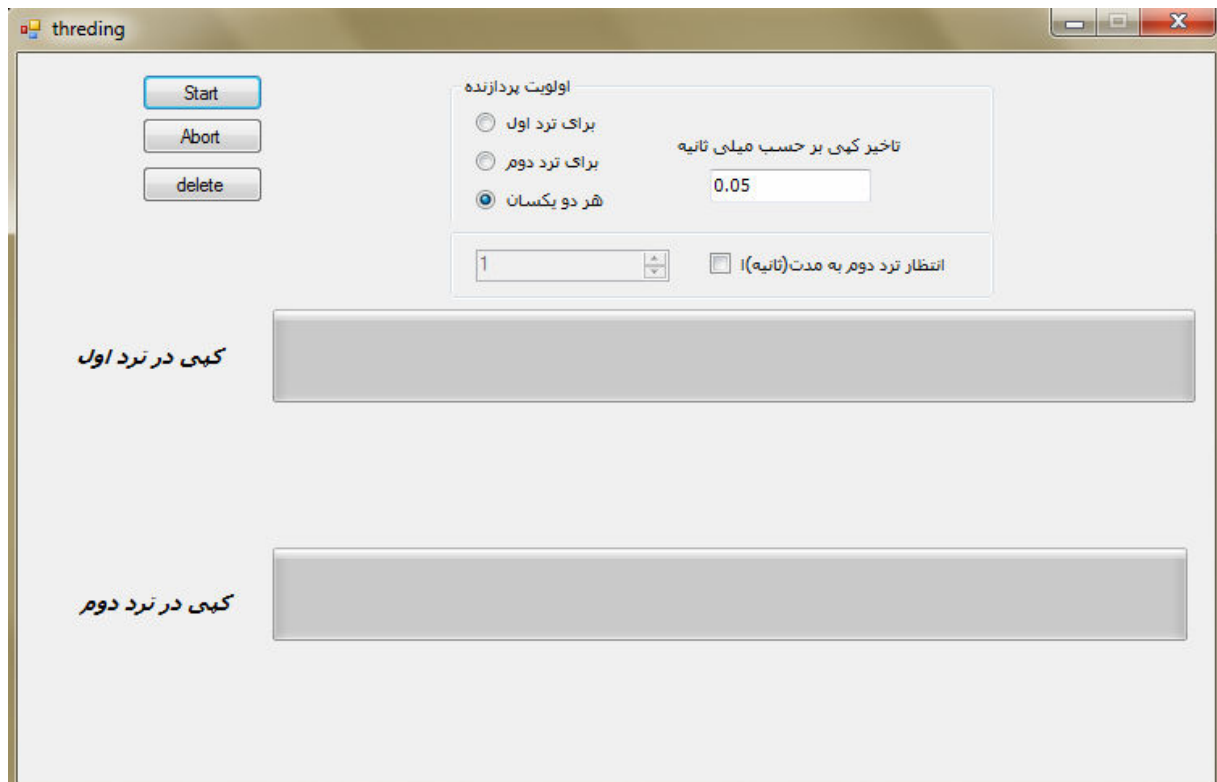 threding
Start
Abort
delete
اولویت پردازنده
برای ترد اول
برای ترد دوم
هر دو یکسان
تاخیر کپی بر حسب میلی ثانیه
0.05
1
انتظار ترد دوم به مدت(ثانیه)ا
کپی در ترد اول
کپی در ترد دوم